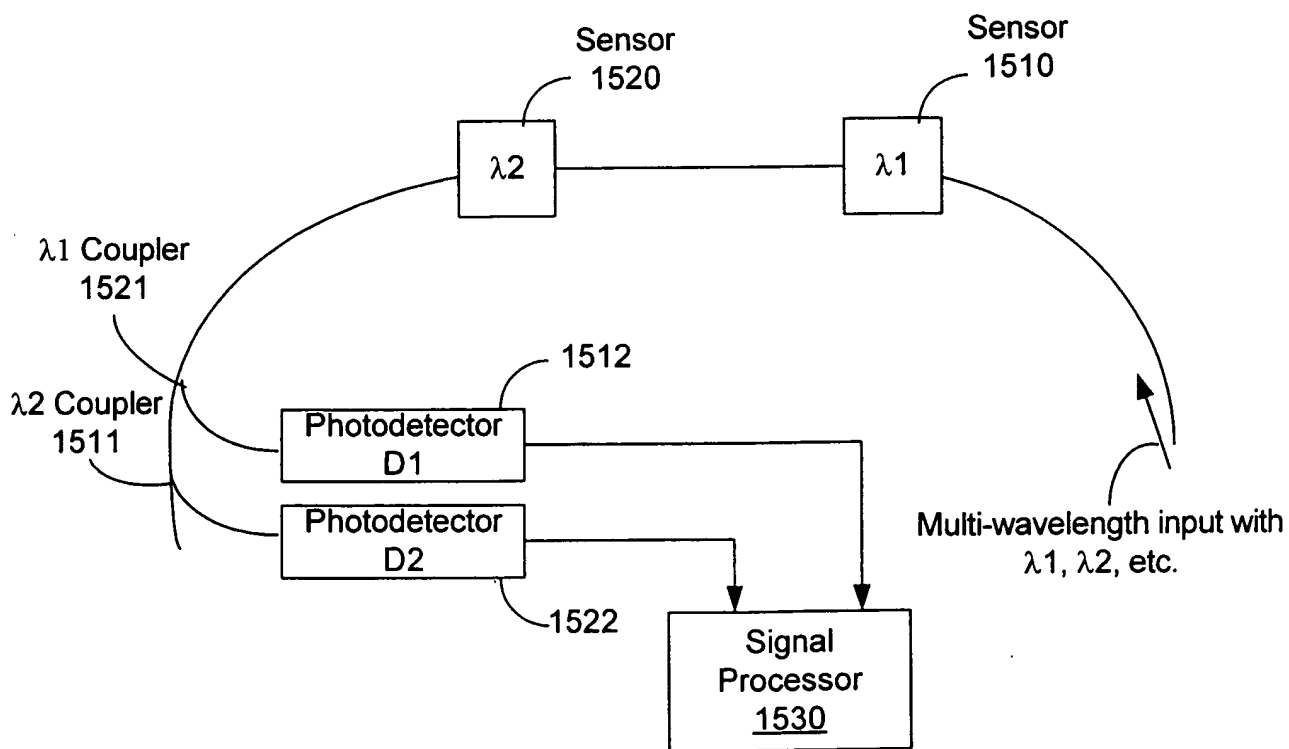 Sensor
1510
Sensor
1520
λ2
λ1
λ1 Coupler
1521
λ2 Coupler
1511
1512
Photodetector
D1
Photodetector
D2
1522
Multi-wavelength input with
λ1, λ2, etc.
Signal
Processor
1530